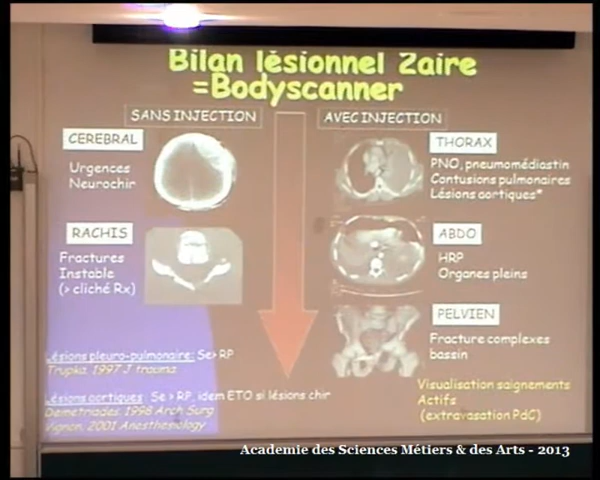 Bilan lésionnel 2aire
=Bodyscanner
SANS INJECTION
AVEC INJECTION
CEREBRAL
Urgences
Neurochir
RACHIS
Fractures
Instable
(> cliché Rx)
THORAX
PNO, pneumomédiastin
Contusions pulmonaires
Lésions aortiques*
ABDO
HRP
Organes pleins
PELVIEN
Fracture complexes
bassin
Lésions pleuro-pulmonaire: Se> RP
Trupka, 1997 J trauma
Lésions aortiques : Se > RP, idem ETO si lésions chir
Demetriades, 1998 Arch Surg
Vignon, 2001 Anesthesiology
Visualisation saignements
Actifs
(extravasation PdC)
Academie des Sciences Métiers & des Arts - 2013